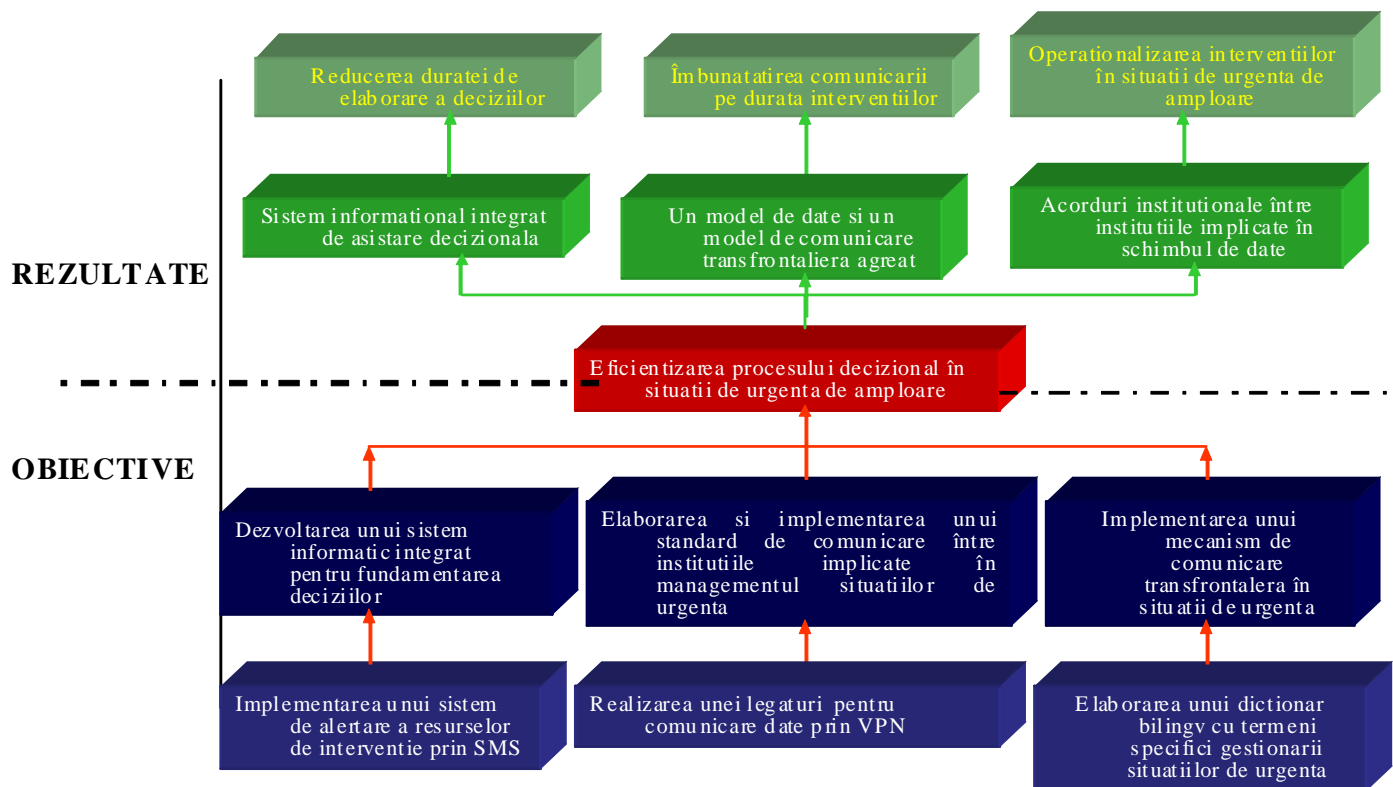 Reducerea duratei de
elaborare a deciziilor
Îmbunatatirea comunicarii
pe durata interventiilor
Operationalizarea interventiilor
în situatii de urgenta de
amploare
Sistem informational integrat
de asistare decizionala
Un model de date si un
model de comunicare
transfrontaliera agreat
Acorduri institutionale între
institutiile implicate în
schimbul de date
REZULTATE
Eficientizarea procesului decizional în
situatii de urgenta de amploare
OBIECTIVE
Dezvoltarea unui sistem
informatic integrat
pentru fundamentarea
deciziilor
Elaborarea si implementarea unui
standard de comunicare între
institutiile implicate în
managementul situatiilor de
urgenta
Implementarea unui
mecanism de
comunicare
transfrontalera în
situatii de urgenta
Implementarea unui sistem
de alertare a resurselor
de interventie prin SMS
Realizarea unei legaturi pentru
comunicare date prin VPN
Elaborarea unui dictionar
bilingv cu termeni
specifici gestionarii
situatiilor de urgenta